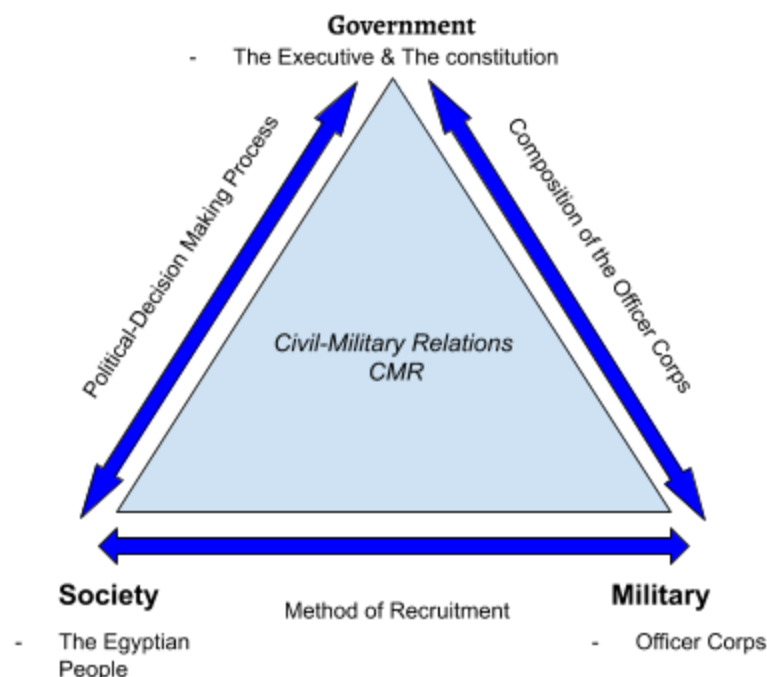 Government
- The Executive & The constitution
Political-Decision Making Process
Composition of the Officer Corps
Civil-Military Relations
CMR
Society
Method of Recruitment
Military
- The Egyptian
People
- Officer Corps